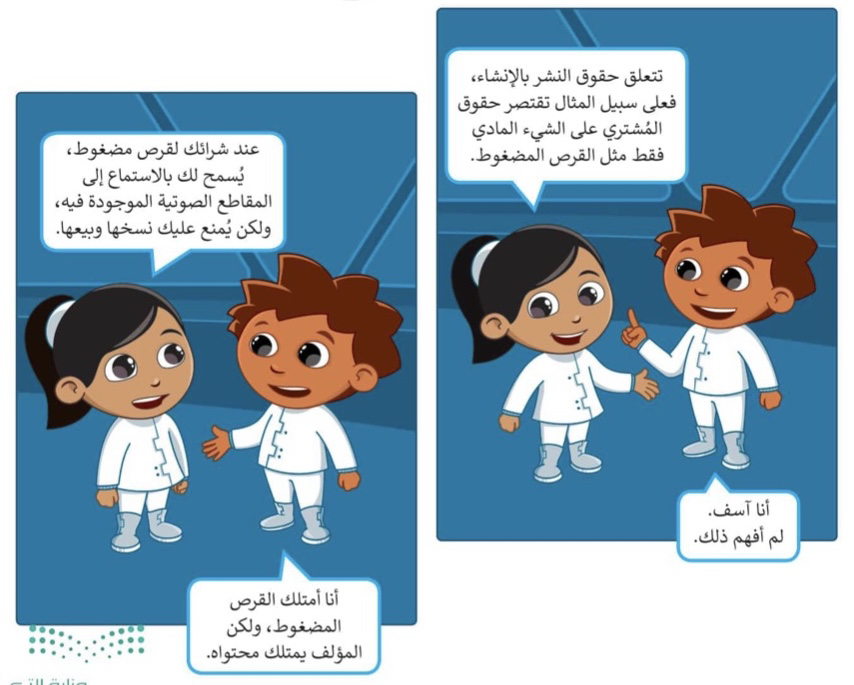 تتعلق حقوق النشر بالإنشاء،
فعلى سبيل المثال تقتصر حقوق
المُشتري على الشيء المادي
فقط مثل القرص المضغوط.
أنا آسف.
لم أفهم ذلك.
عند شرائك لقرص مضغوط،
يُسمح لك بالاستماع إلى
المقاطع الصوتية الموجودة فيه،
ولكن يُمنع عليك نسخها وبيعها.
أنا أمتلك القرص
المضغوط، ولكن
المؤلف يمتلك محتواه.